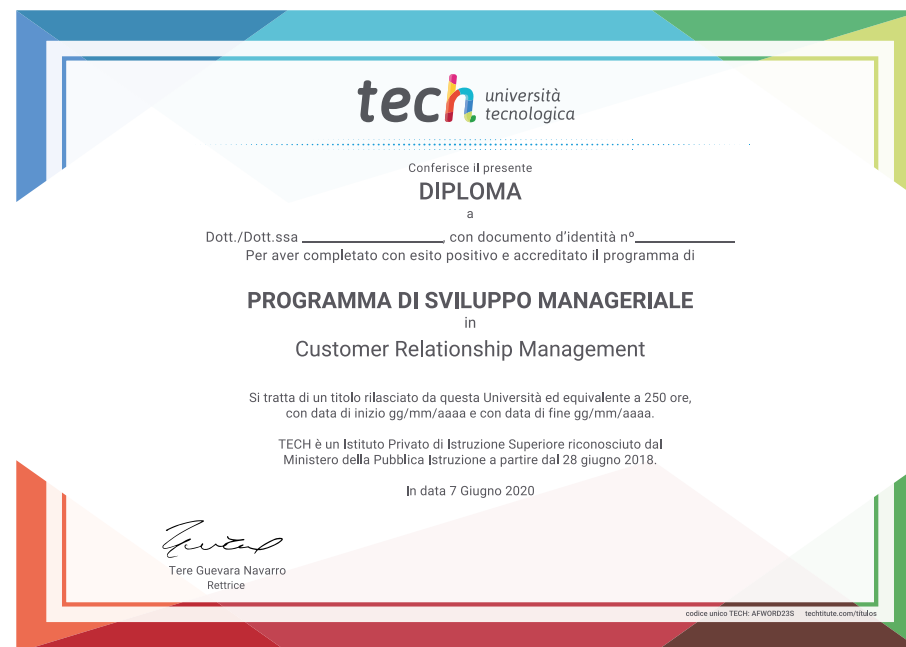 tech università
tecnologica
Conferisce il presente
DIPLOMA
a
Dott./Dott.ssa ____________________, con documento d'identità nº______________
Per aver completato con esito positivo e accreditato il programma di
PROGRAMMA DI SVILUPPO MANAGERIALE
in
Customer Relationship Management
Si tratta di un titolo rilasciato da questa Università ed equivalente a 250 ore,
con data di inizio gg/mm/aaaa e con data di fine gg/mm/aaaa.
TECH è un Istituto Privato di Istruzione Superiore riconosciuto dal
Ministero della Pubblica Istruzione a partire dal 28 giugno 2018.
In data 7 Giugno 2020
Tere Guevara Navarro
Rettrice
codice unico TECH: AFWORD23S techtitute.com/titulos